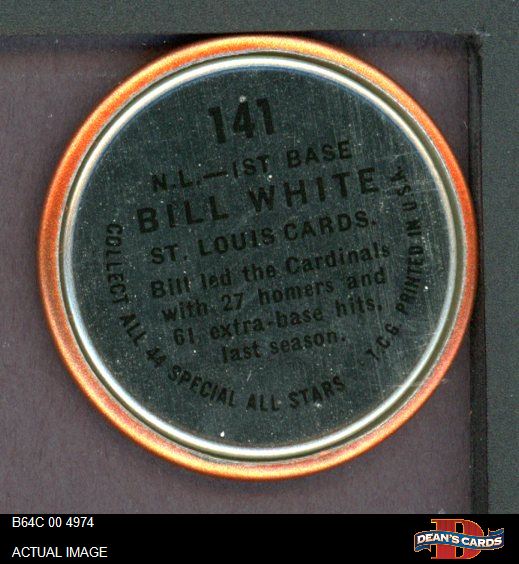 141
N.L.—1ST BASE
BILL WHITE
ST. LOUIS CARDS.
Bill led the Cardinals
with 27 homers and
61 extra-base hits,
last season.
COLLECT ALL 44 SPECIAL ALL STARS
T.C.G. PRINTED IN U.S.A.
B64C 00 4974
ACTUAL IMAGE
D
DEAN'S CARDS